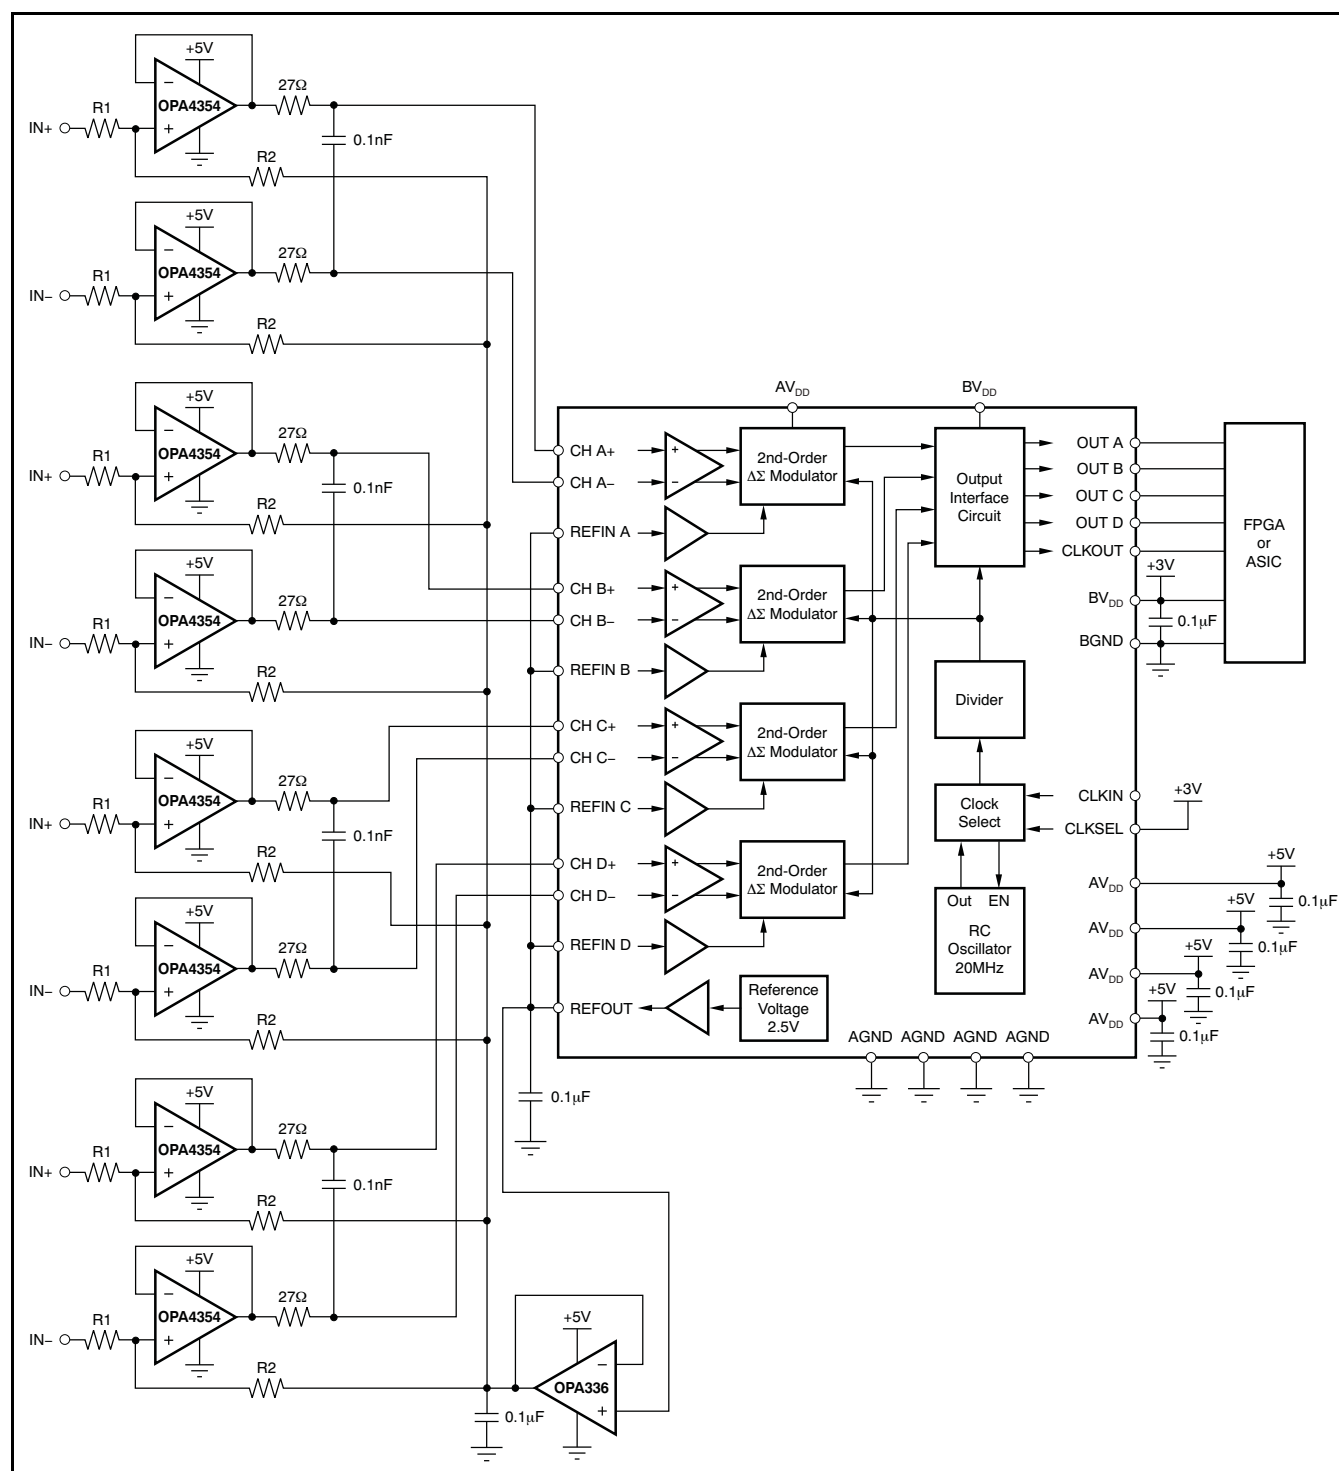 +5V
−
OPA4354
+
R1
IN+
27Ω
0.1nF
R2
+5V
−
OPA4354
+
R1
IN−
27Ω
R2
+5V
−
OPA4354
+
R1
IN+
27Ω
0.1nF
R2
+5V
−
OPA4354
+
R1
IN−
27Ω
R2
+5V
−
OPA4354
+
R1
IN+
27Ω
0.1nF
R2
+5V
−
OPA4354
+
R1
IN−
27Ω
R2
+5V
−
OPA4354
+
R1
IN+
27Ω
0.1nF
R2
+5V
−
OPA4354
+
R1
IN−
27Ω
R2
0.1µF
+5V
−
OPA336
+
0.1µF
AVDD
BVDD
CH A+
CH A−
REFIN A
CH B+
CH B−
REFIN B
CH C+
CH C−
REFIN C
CH D+
CH D−
REFIN D
REFOUT
+
−
2nd-Order
ΔΣ Modulator
+
−
2nd-Order
ΔΣ Modulator
+
−
2nd-Order
ΔΣ Modulator
+
−
2nd-Order
ΔΣ Modulator
Reference
Voltage
2.5V
Output
Interface
Circuit
Divider
Clock
Select
Out EN
RC
Oscillator
20MHz
OUT A
OUT B
OUT C
OUT D
CLKOUT
BVDD
BGND
CLKIN
CLKSEL
AVDD
AVDD
AVDD
AVDD
AGND AGND AGND AGND
FPGA
or
ASIC
+3V
0.1µF
+3V
+5V
0.1µF
+5V
0.1µF
+5V
0.1µF
+5V
0.1µF